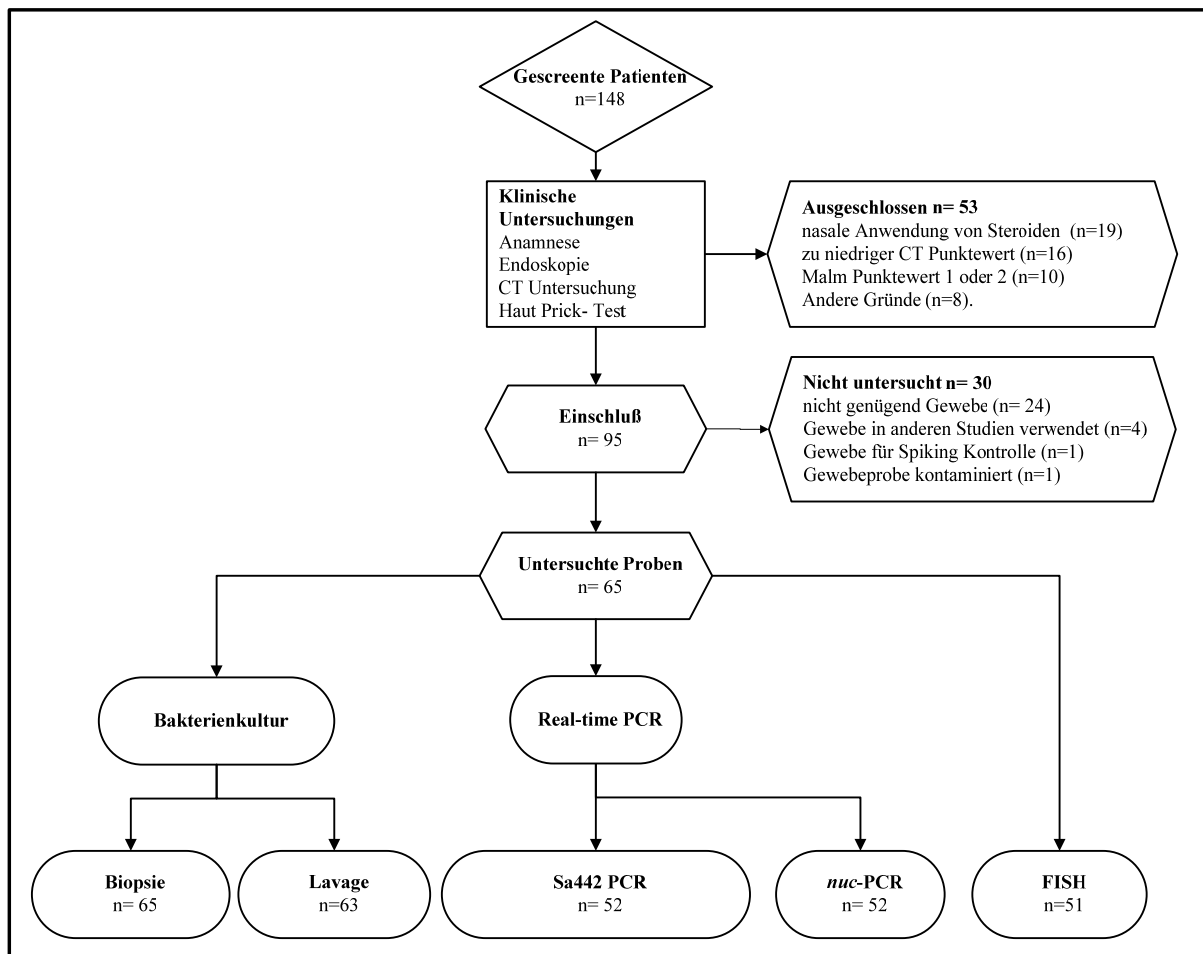 Gescreente Patienten
n=148
Klinische
Untersuchungen
Anamnese
Endoskopie
CT Untersuchung
Haut Prick- Test
Ausgeschlossen n= 53
nasale Anwendung von Steroiden (n=19)
zu niedriger CT Punktewert (n=16)
Malm Punktewert 1 oder 2 (n=10)
Andere Gründe (n=8).
Einschluß
n= 95
Nicht untersucht n= 30
nicht genügend Gewebe (n= 24)
Gewebe in anderen Studien verwendet (n=4)
Gewebe für Spiking Kontrolle (n=1)
Gewebeprobe kontaminiert (n=1)
Untersuchte Proben
n= 65
Bakterienkultur
Real-time PCR
Biopsie
n= 65
Lavage
n=63
Sa442 PCR
n= 52
nuc-PCR
n= 52
FISH
n=51